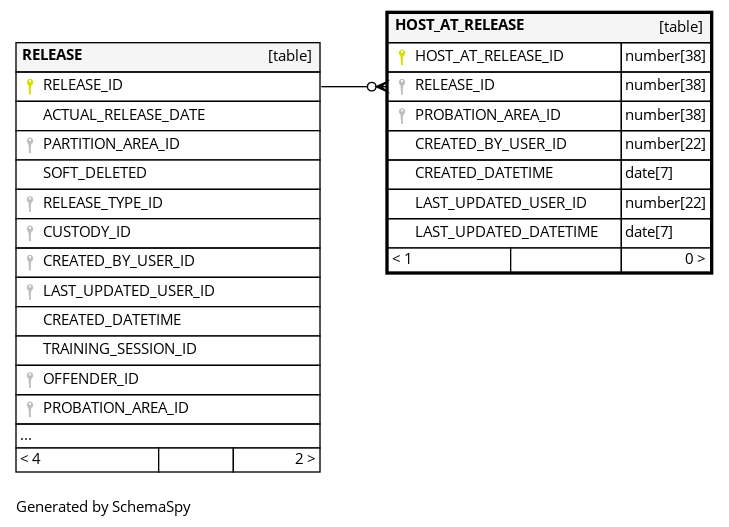 RELEASE [table]
RELEASE_ID
ACTUAL_RELEASE_DATE
PARTITION_AREA_ID
SOFT_DELETED
RELEASE_TYPE_ID
CUSTODY_ID
CREATED_BY_USER_ID
LAST_UPDATED_USER_ID
CREATED_DATETIME
TRAINING_SESSION_ID
OFFENDER_ID
PROBATION_AREA_ID
...
< 4 2 >
HOST_AT_RELEASE [table]
HOST_AT_RELEASE_ID number[38]
RELEASE_ID number[38]
PROBATION_AREA_ID number[38]
CREATED_BY_USER_ID number[22]
CREATED_DATETIME date[7]
LAST_UPDATED_USER_ID number[22]
LAST_UPDATED_DATETIME date[7]
< 1 0 >
Generated by SchemaSpy